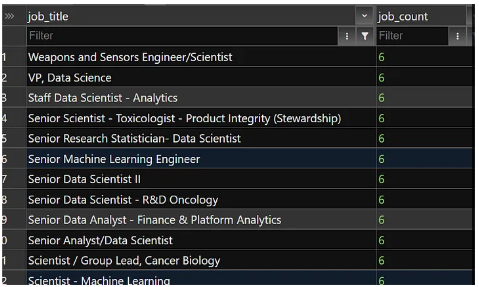 job_title job_count
Filter Filter
1 Weapons and Sensors Engineer/Scientist 6
2 VP, Data Science 6
3 Staff Data Scientist - Analytics 6
4 Senior Scientist - Toxicologist - Product Integrity (Stewardship) 6
5 Senior Research Statistician- Data Scientist 6
6 Senior Machine Learning Engineer 6
7 Senior Data Scientist II 6
8 Senior Data Scientist - R&D Oncology 6
9 Senior Data Analyst - Finance & Platform Analytics 6
0 Senior Analyst/Data Scientist 6
1 Scientist / Group Lead, Cancer Biology 6
2 Scientist - Machine Learning 6